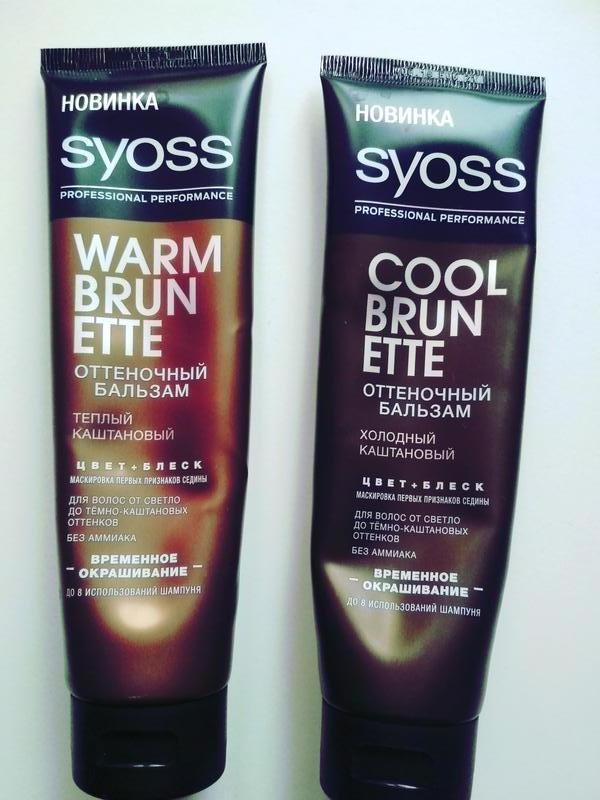 НОВИНКА
syoss
PROFESSIONAL PERFORMANCE
WARM
BRUN
ETTE
ОТТЕНОЧНЫЙ
БАЛЬЗАМ
ТЕПЛЫЙ
КАШТАНОВЫЙ
ЦВЕТ+БЛЕСК
МАСКИРОВКА ПЕРВЫХ ПРИЗНАКОВ СЕДИНЫ
ДЛЯ ВОЛОС ОТ СВЕТЛО
ДО ТЁМНО-КАШТАНОВЫХ
ОТТЕНКОВ
БЕЗ АММИАКА
ВРЕМЕННОЕ
– ОКРАШИВАНИЕ –
ДО 8 ИСПОЛЬЗОВАНИЙ ШАМПУНЯ
НОВИНКА
syoss
PROFESSIONAL PERFORMANCE
COOL
BRUN
ETTE
ОТТЕНОЧНЫЙ
БАЛЬЗАМ
ХОЛОДНЫЙ
КАШТАНОВЫЙ
ЦВЕТ+БЛЕСК
МАСКИРОВКА ПЕРВЫХ ПРИЗНАКОВ СЕДИНЫ
ДЛЯ ВОЛОС ОТ СВЕТЛО
ДО ТЁМНО-КАШТАНОВЫХ
ОТТЕНКОВ
БЕЗ АММИАКА
ВРЕМЕННОЕ
– ОКРАШИВАНИЕ –
ДО 8 ИСПОЛЬЗОВАНИЙ ШАМПУНЯ